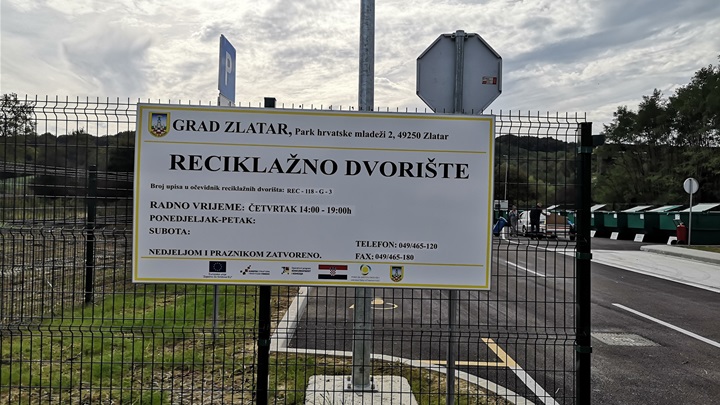 P
GRAD ZLATAR, Park hrvatske mladeži 2, 49250 Zlatar
RECIKLAŽNO DVORIŠTE
Broj upisa u očevidnik reciklažnih dvorišta: REC - 118 - G - 3
RADNO VRIJEME: ČETVRTAK 14:00 - 19:00h
PONEDJELJAK-PETAK:
SUBOTA:
NEDJELJOM I PRAZNIKOM ZATVORENO.
TELEFON: 049/465-120
FAX: 049/465-180